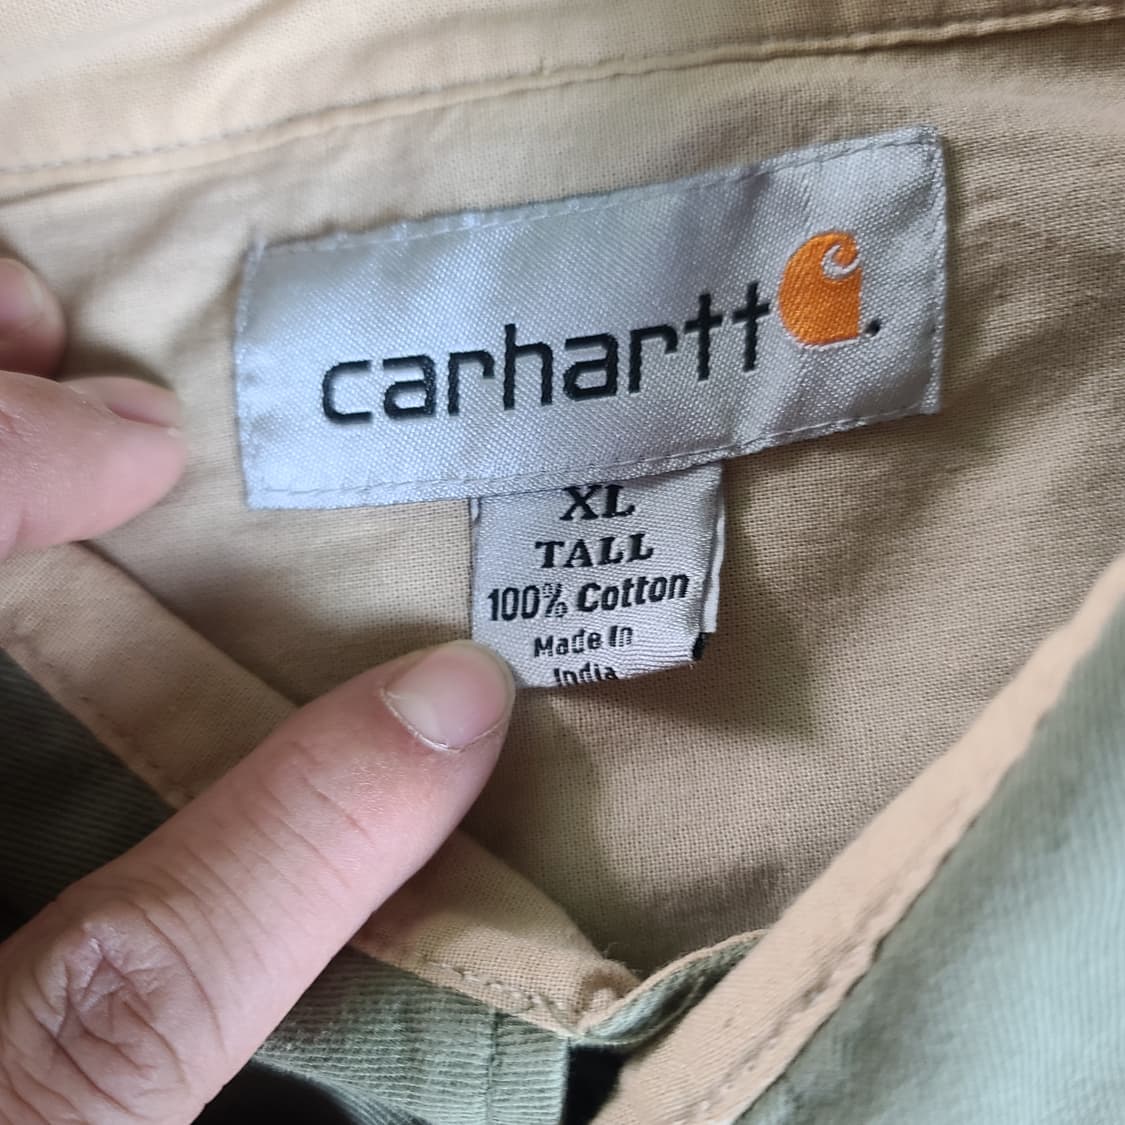 carhartt.
XL
TALL
100% Cotton
Made In
India